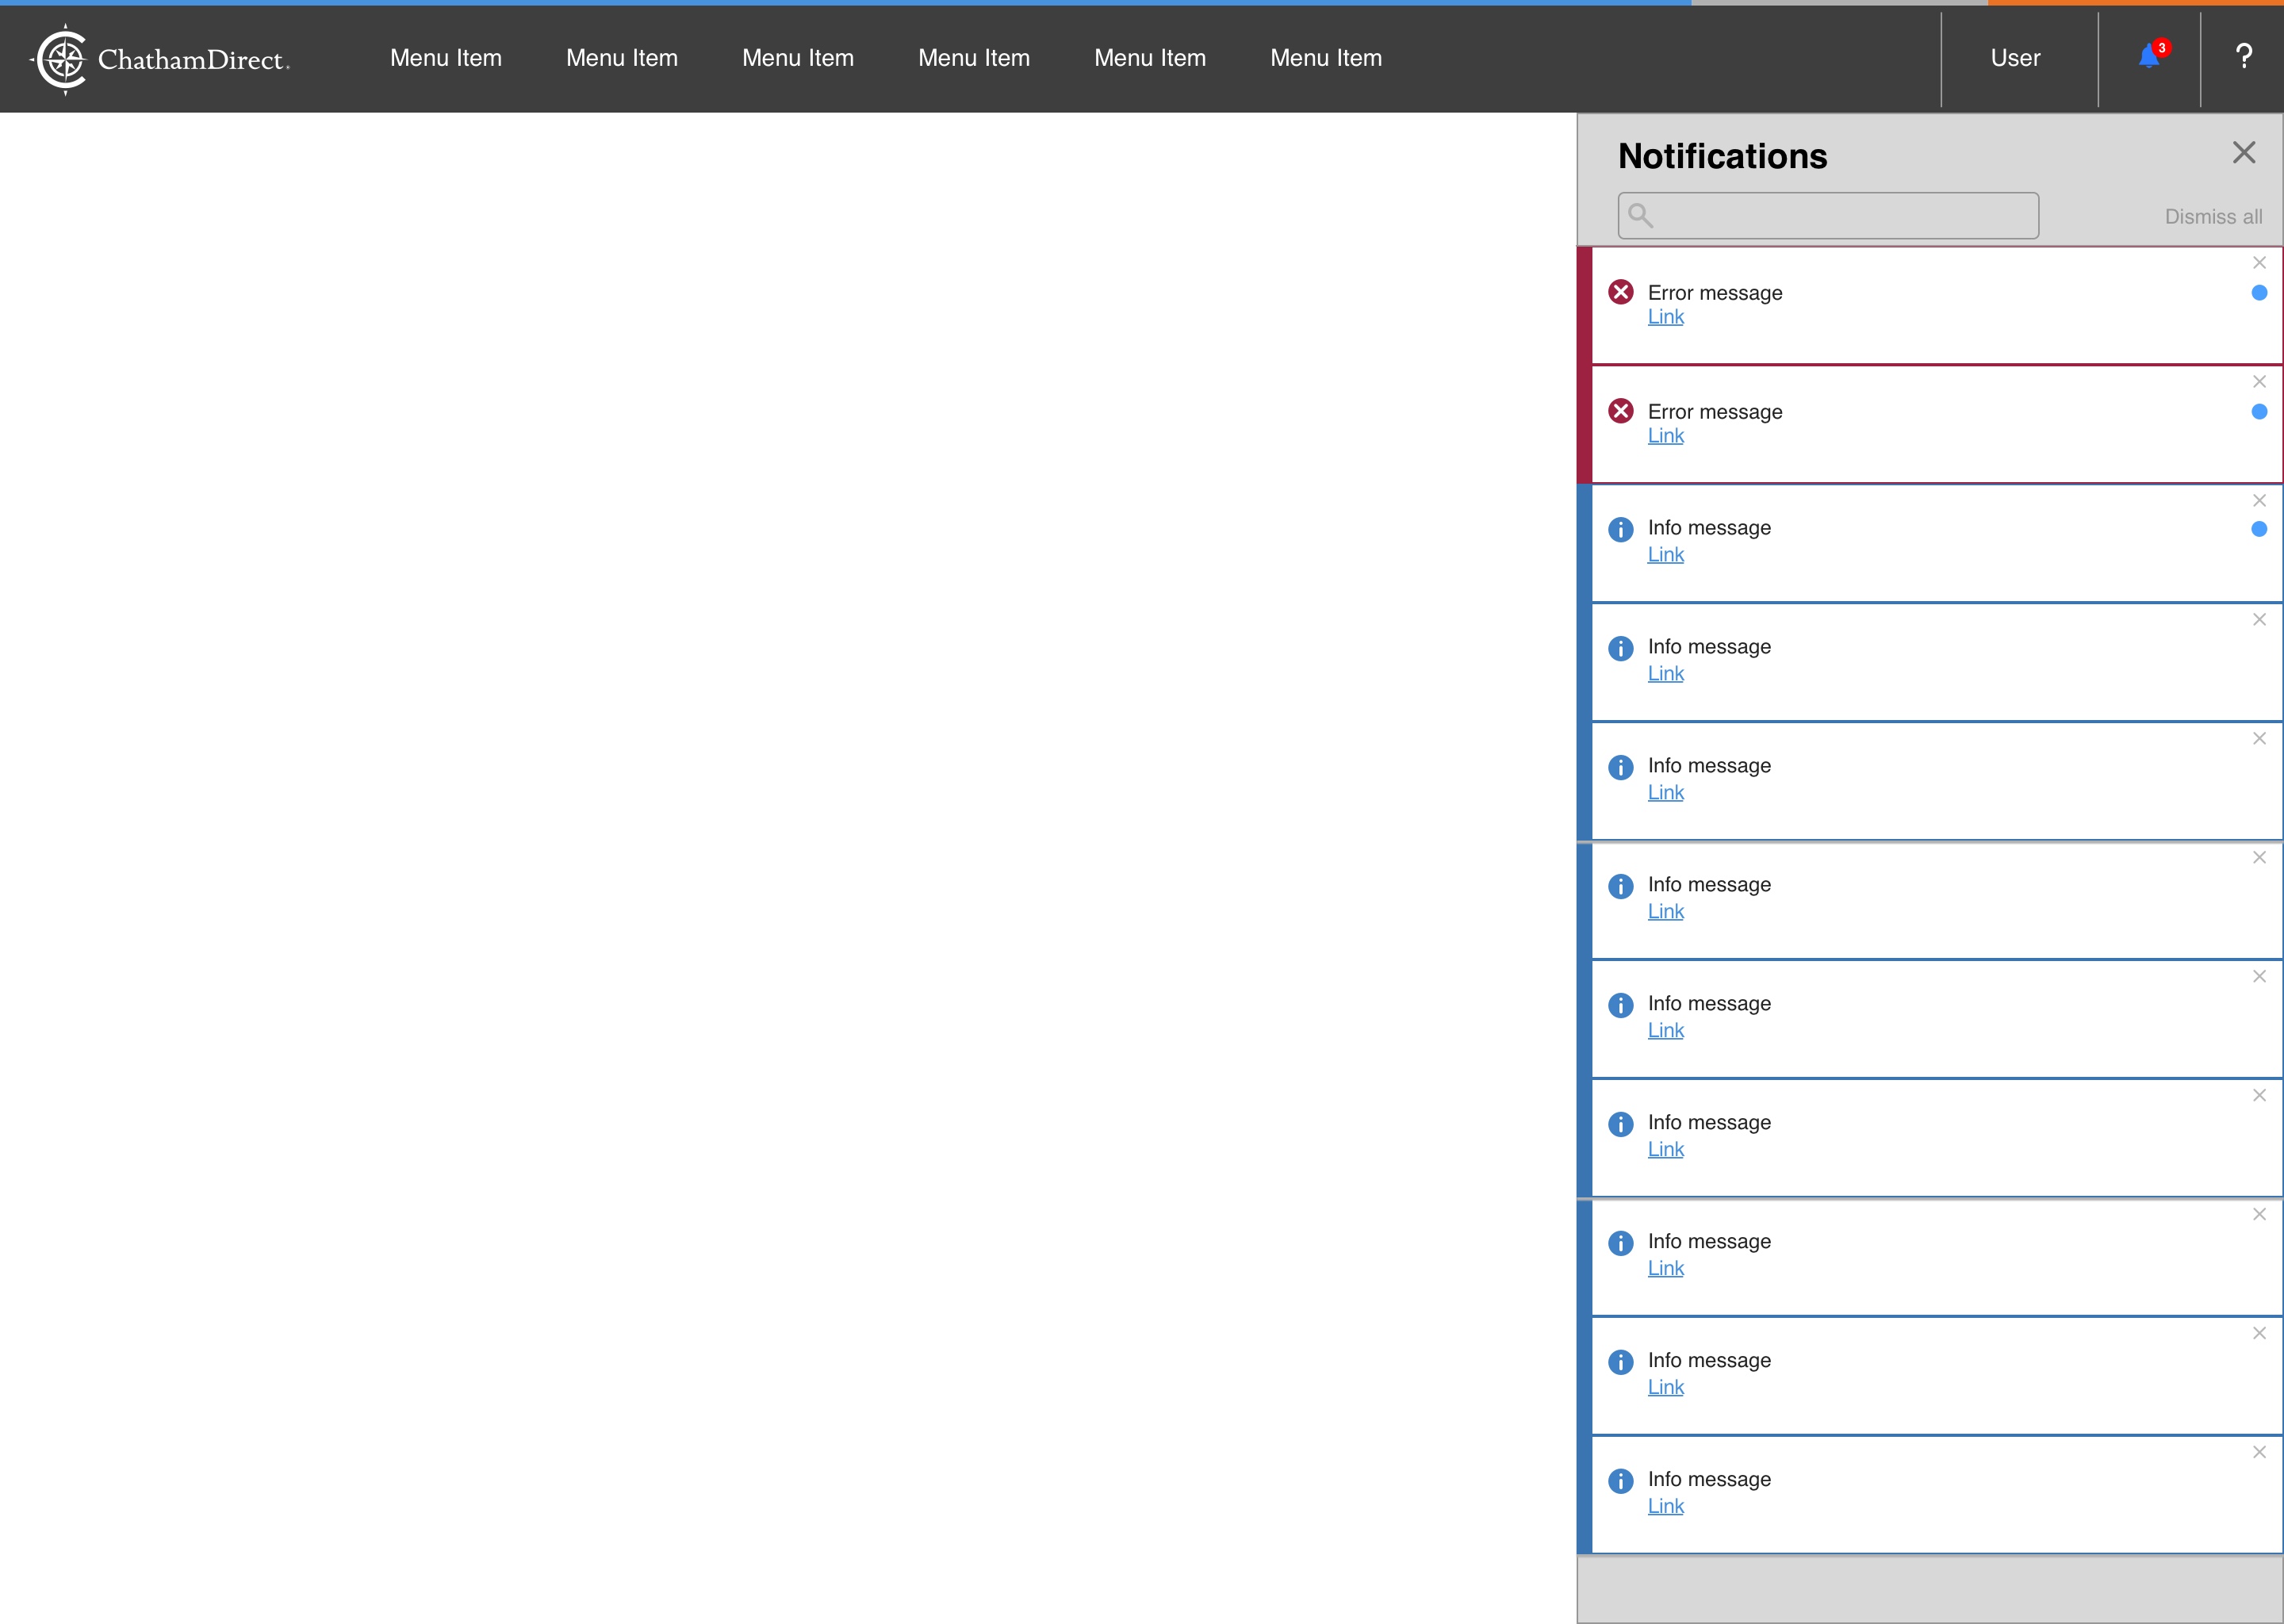 ChathamDirect.
Menu Item Menu Item Menu Item Menu Item Menu Item Menu Item User 3 ?
Notifications
Dismiss all
Error message
Link
Error message
Link
Info message
Link
Info message
Link
Info message
Link
Info message
Link
Info message
Link
Info message
Link
Info message
Link
Info message
Link
Info message
Link